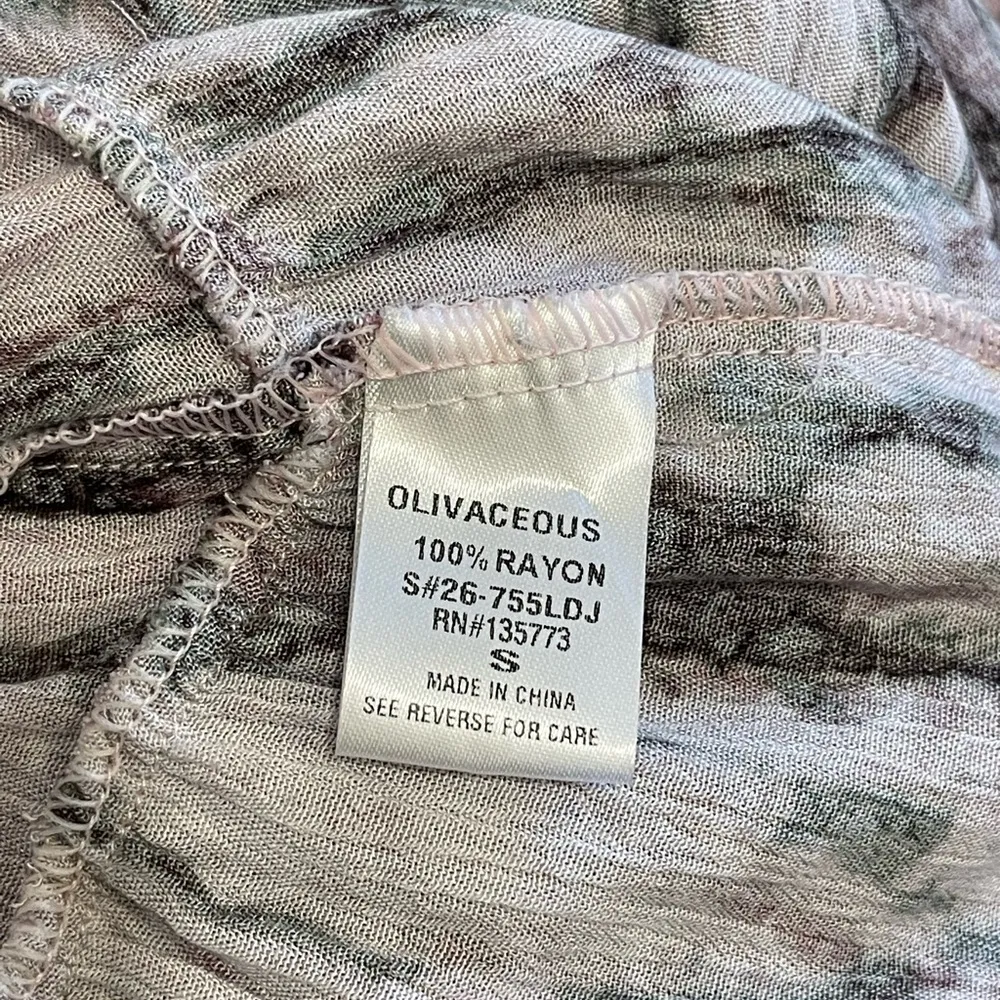 OLIVACEOUS
100% RAYON
S#26-755LDJ
RN#135773
S
MADE IN CHINA
SEE REVERSE FOR CARE